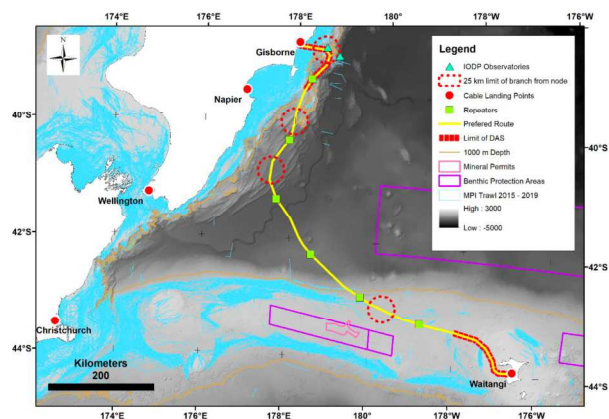 174°E 176°E 178°E 180° 178°W 176°W
Gisborne
Napier
40°S
Wellington
42°S
Christchurch
44°S
Kilometers
200
Waitangi
Legend
IODP Observatories
25 km limit of branch from node
Cable Landing Points
Repeaters
Prefered Route
Limit of DAS
1000 m Depth
Mineral Permits
Benthic Protection Areas
MPI Trawl 2015 - 2019
High : 3000
Low : -5000
40°S
42°S
44°S
174°E 176°E 178°E 180° 178°W 176°W